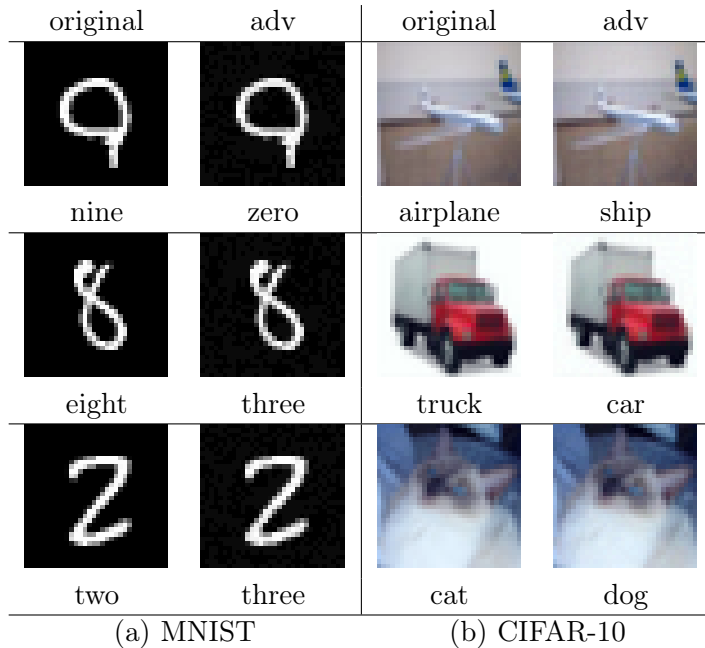 original adv original adv
nine zero airplane ship
eight three truck car
two three cat dog
(a) MNIST (b) CIFAR-10